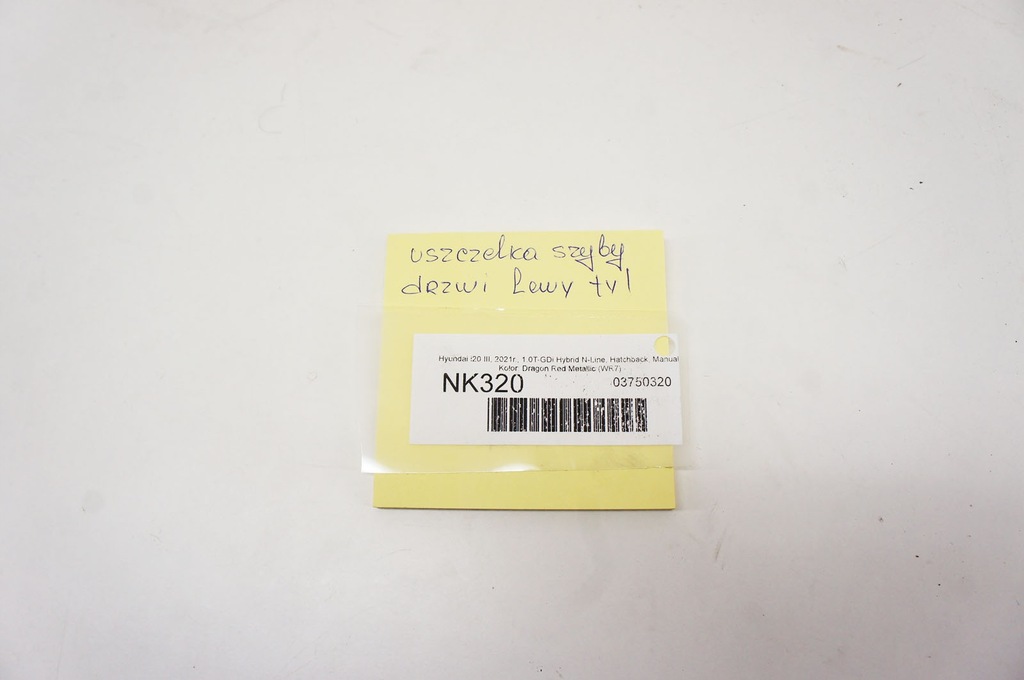 uszczelka szyby
drzwi Lewy tył
Hyundai i20 III, 2021r., 1.0T-GDi Hybrid N-Line, Hatchback, Manual
Kolor: Dragon Red Metallic (WR7)
NK320 03750320